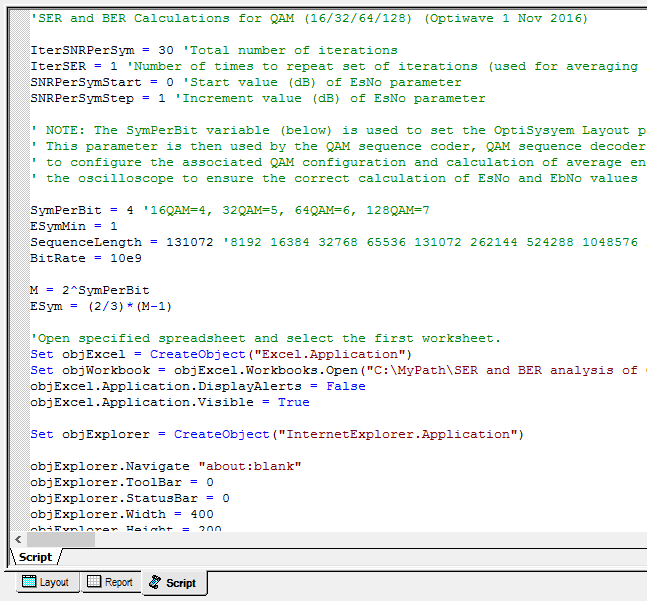 'SER and BER Calculations for QAM (16/32/64/128) (Optiwave 1 Nov 2016)
IterSNRPerSym = 30 'Total number of iterations
IterSER = 1 'Number of times to repeat set of iterations (used for averaging
SNRPerSymStart = 0 'Start value (dB) of EsNo parameter
SNRPerSymStep = 1 'Increment value (dB) of EsNo parameter
' NOTE: The SymPerBit variable (below) is used to set the OptiSysyem Layout p
' This parameter is then used by the QAM sequence coder, QAM sequence decoder
' to configure the associated QAM configuration and calculation of average en
' the oscilloscope to ensure the correct calculation of EsNo and EbNo values
SymPerBit = 4 '16QAM=4, 32QAM=5, 64QAM=6, 128QAM=7
ESymMin = 1
SequenceLength = 131072 '8192 16384 32768 65536 131072 262144 524288 1048576
BitRate = 10e9
M = 2^SymPerBit
ESym = (2/3)*(M-1)
'Open specified spreadsheet and select the first worksheet.
Set objExcel = CreateObject("Excel.Application")
Set objWorkbook = objExcel.Workbooks.Open("C:\MyPath\SER and BER analysis of
objExcel.Application.DisplayAlerts = False
objExcel.Application.Visible = True
Set objExplorer = CreateObject("InternetExplorer.Application")
objExplorer.Navigate "about:blank"
objExplorer.ToolBar = 0
objExplorer.StatusBar = 0
objExplorer.Width = 400
objExplorer.Height = 200
Script
Layout Report Script